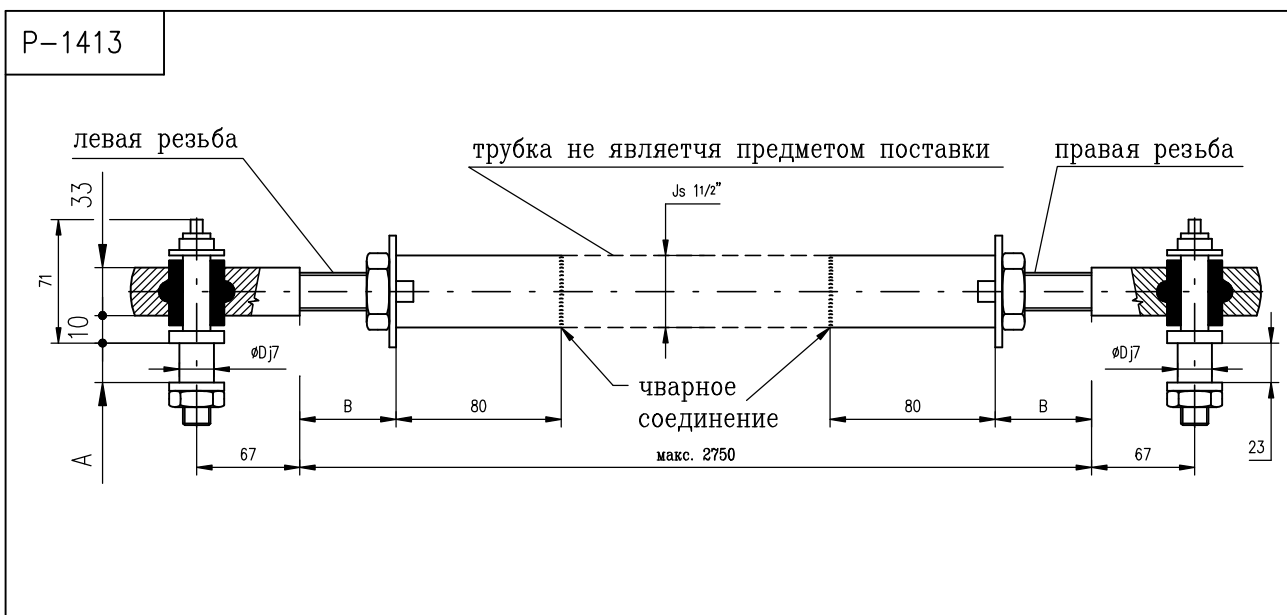 P-1413
левая резьба
трубка не являетчя предметом поставки
правая резьба
Js 1 1/2"
33
71
10
A
øDj7
øDj7
чварное
соединение
B
80
80
B
67
макс. 2750
67
23